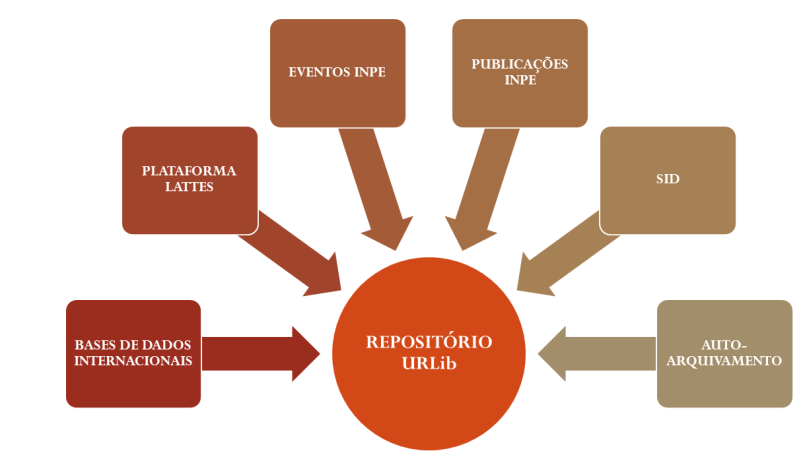 EVENTOS INPE
PUBLICAÇÕES
INPE
PLATAFORMA
LATTES
SID
BASES DE DADOS
INTERNACIONAIS
REPOSITÓRIO
URLib
AUTO-
ARQUIVAMENTO